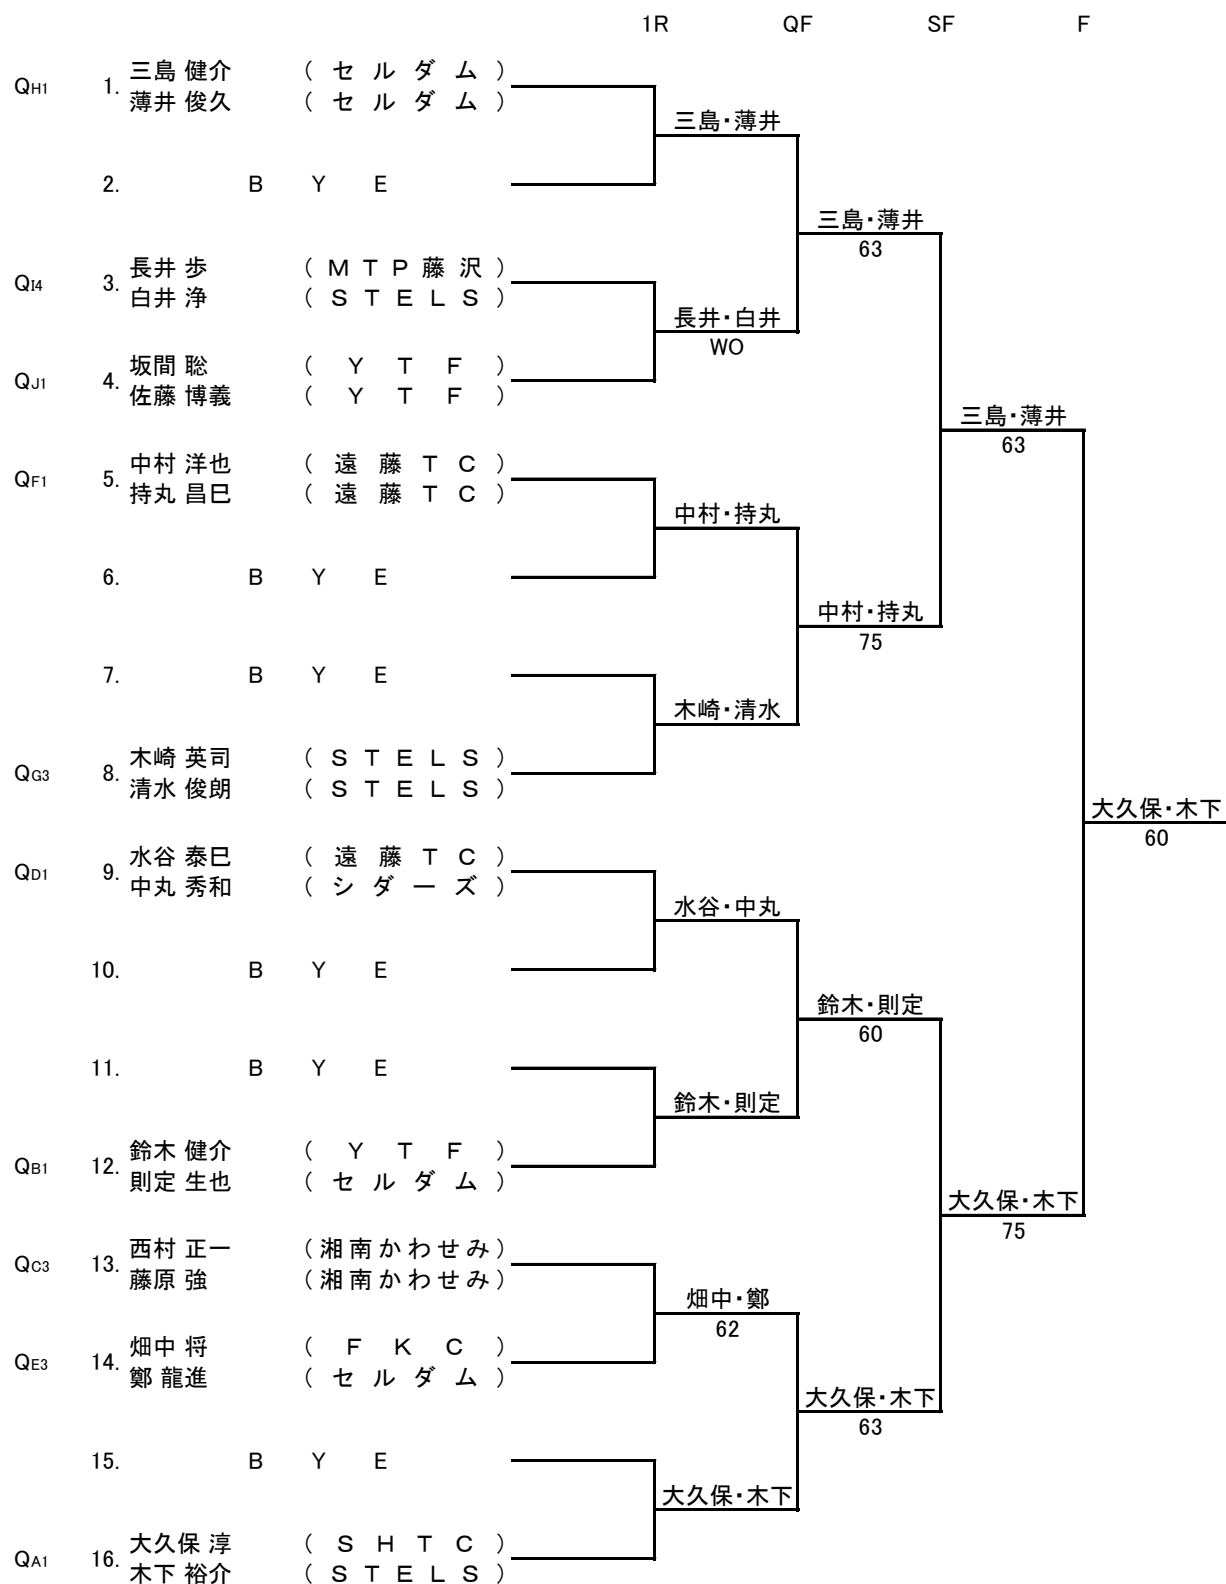 1R QF SF F
QH1 1. 三島 健介 ( セ ル ダ ム )
薄井 俊久 ( セ ル ダ ム )
三島・薄井
2. B Y E
三島・薄井
63
QI4 3. 長井 歩 ( M T P 藤 沢 )
白井 浄 ( S T E L S )
長井・白井
WO
QJ1 4. 坂間 聡 ( Y T F )
佐藤 博義 ( Y T F )
三島・薄井
63
QF1 5. 中村 洋也 ( 遠 藤 T C )
持丸 昌巳 ( 遠 藤 T C )
中村・持丸
6. B Y E
中村・持丸
75
7. B Y E
木崎・清水
QG3 8. 木崎 英司 ( S T E L S )
清水 俊朗 ( S T E L S )
大久保・木下
60
QD1 9. 水谷 泰巳 ( 遠 藤 T C )
中丸 秀和 ( シ ダ ー ズ )
水谷・中丸
10. B Y E
鈴木・則定
60
11. B Y E
鈴木・則定
QB1 12. 鈴木 健介 ( Y T F )
則定 生也 ( セ ル ダ ム )
大久保・木下
75
QC3 13. 西村 正一 ( 湘 南 か わ せ み )
藤原 強 ( 湘 南 か わ せ み )
畑中・鄭
62
QE3 14. 畑中 将 ( F K C )
鄭 龍進 ( セ ル ダ ム )
大久保・木下
63
15. B Y E
大久保・木下
QA1 16. 大久保 淳 ( S H T C )
木下 裕介 ( S T E L S )